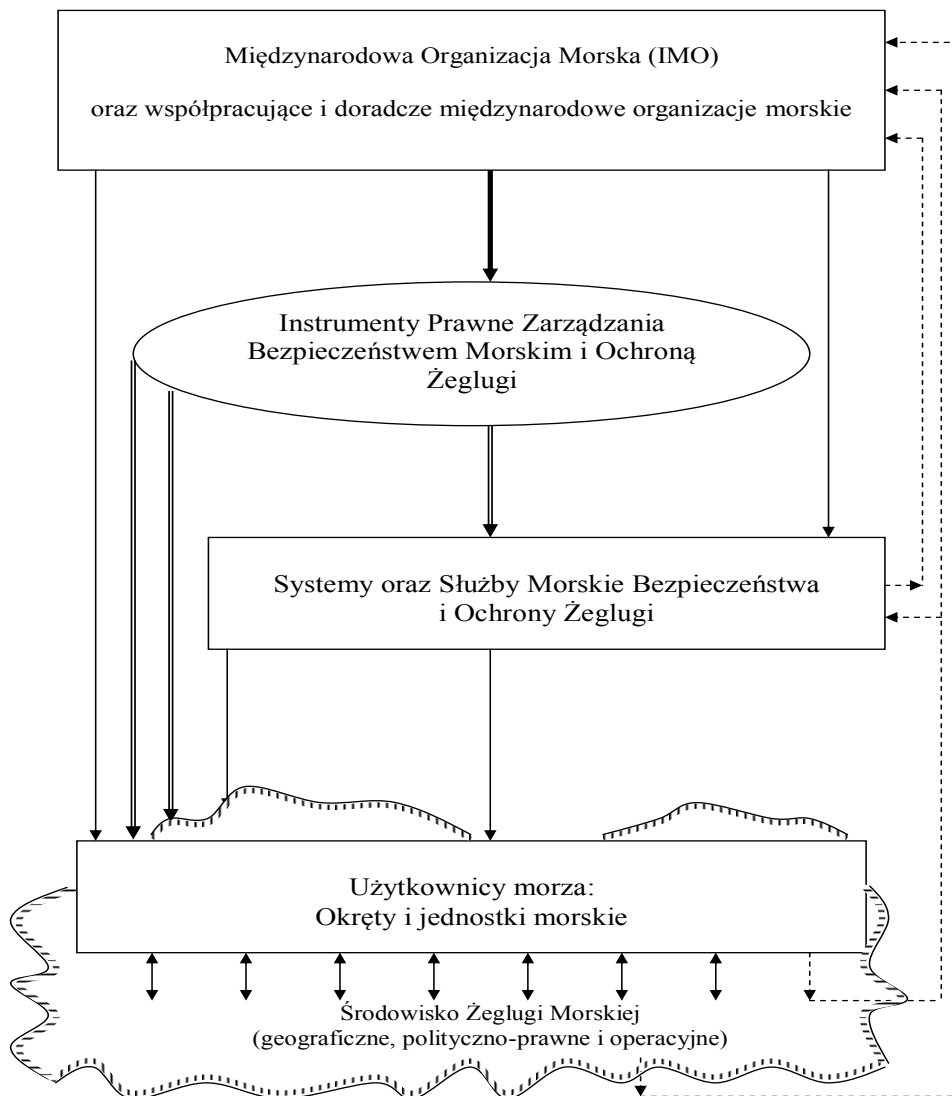 Międzynarodowa Organizacja Morska (IMO)
oraz współpracujące i doradcze międzynarodowe organizacje morskie
Instrumenty Prawne Zarządzania
Bezpieczeństwem Morskim i Ochroną
Żeglugi
Systemy oraz Służby Morskie Bezpieczeństwa
i Ochrony Żeglugi
Użytkownicy morza:
Okręty i jednostki morskie
Środowisko Żeglugi Morskiej
(geograficzne, polityczno-prawne i operacyjne)